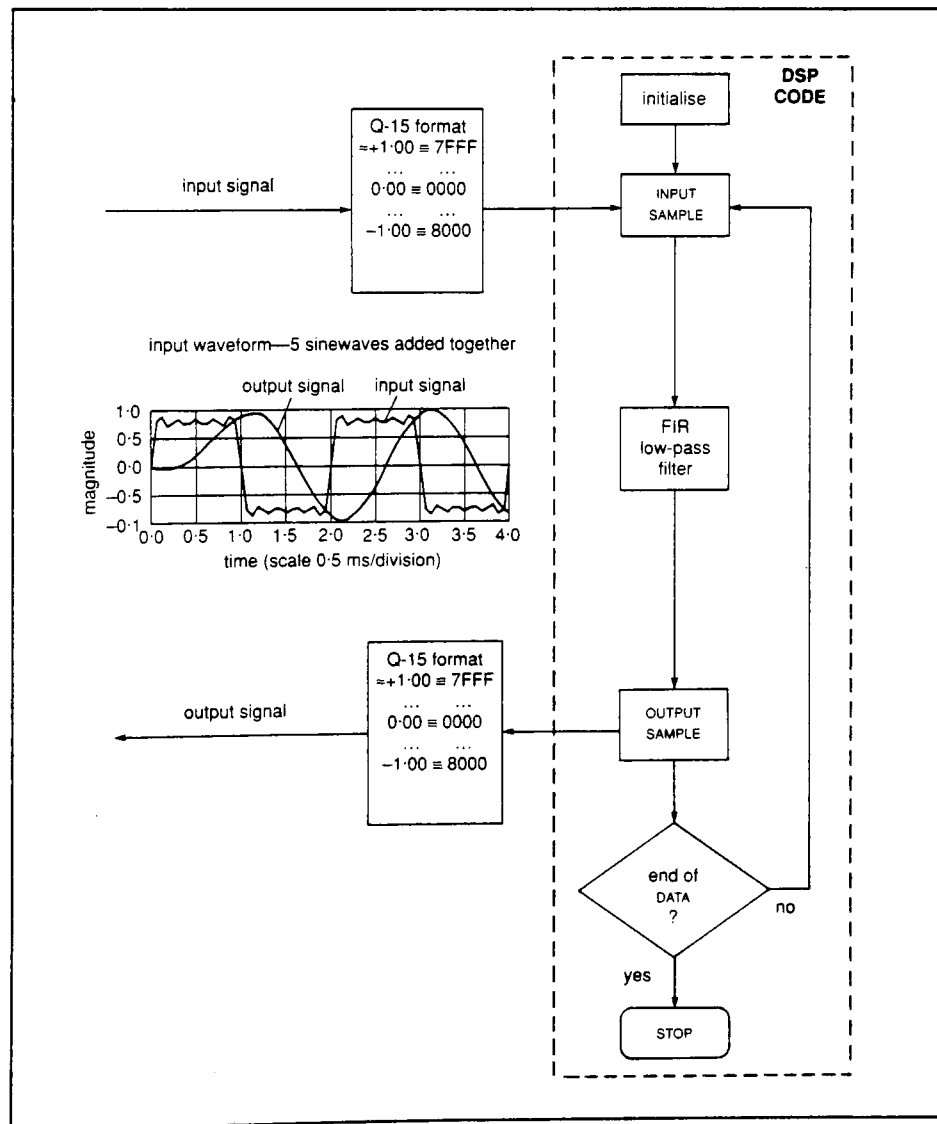 DSP
CODE
initialise
Q-15 format
≈+1·00 ≡ 7FFF
... ...
0·00 ≡ 0000
... ...
−1·00 ≡ 8000
input signal
INPUT
SAMPLE
input waveform—5 sinewaves added together
output signal
input signal
magnitude
1·0
0·5
0·0
−0·5
−0·1
0·0 0·5 1·0 1·5 2·0 2·5 3·0 3·5 4·0
time (scale 0·5 ms/division)
FIR
low-pass
filter
Q-15 format
≈+1·00 ≡ 7FFF
... ...
0·00 ≡ 0000
... ...
−1·00 ≡ 8000
output signal
OUTPUT
SAMPLE
end of
DATA
?
no
yes
STOP